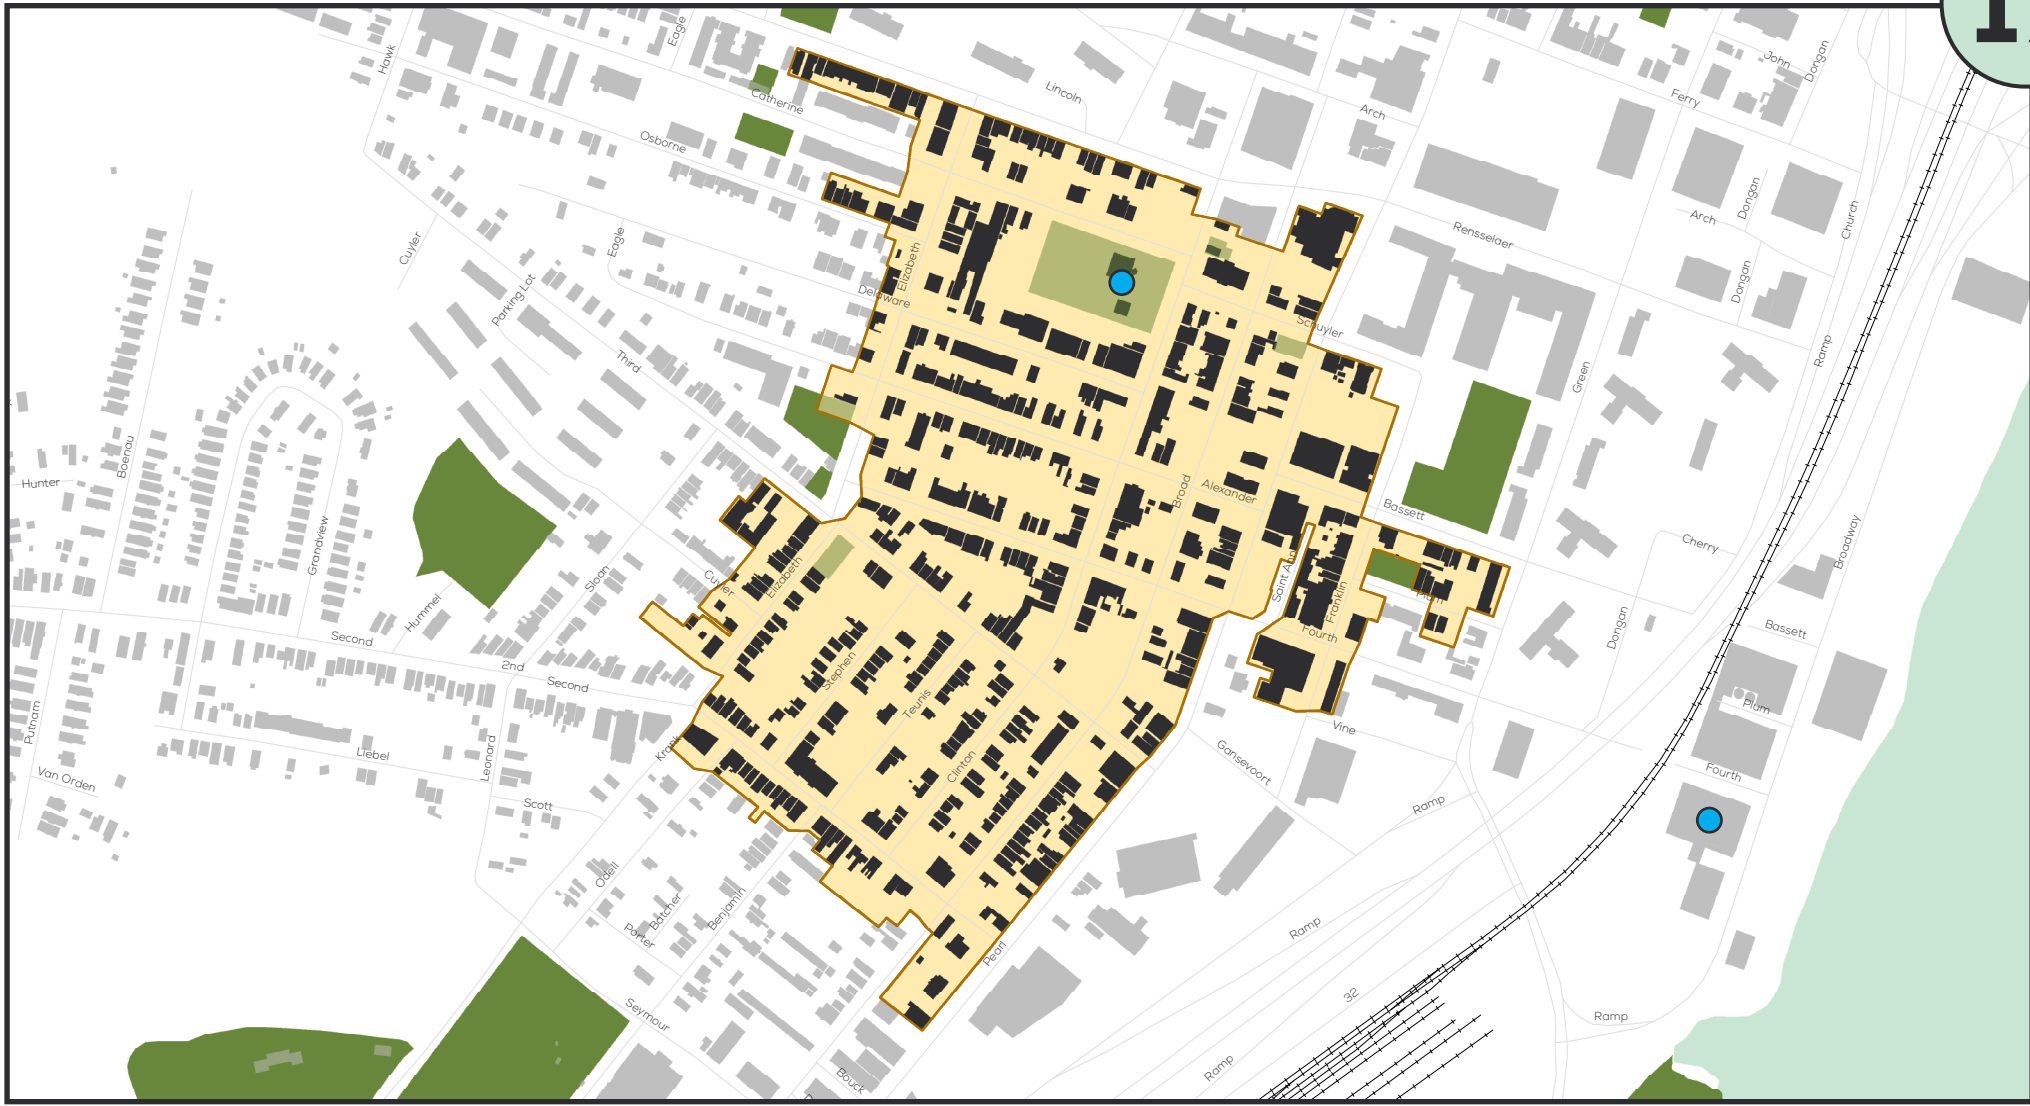 1
Eagle
Hawk
John
Dongan
Lincoln
Catherine
Arch
Ferry
Osborne
Dongan
Arch
Church
Cuyler
Eagle
Rensselaer
Elizabeth
Delaware
Dongan
Parking Lot
Schuyler
Third
Ramp
Green
Boenau
Hunter
Broad
Alexander
Bassett
Grandview
Cherry
Broadway
Cuyler
Elizabeth
Sloan
Saint
Franklin
Plum
Hummel
Second
Fourth
Dongan
Bassett
2nd
Second
Stephen
Teunis
Putnam
Krank
Vine
Plum
Liebel
Leonard
Clinton
Gansevoort
Van Orden
Fourth
Scott
Ramp
Odell
Batcher
Benjamin
Porter
Pearl
Ramp
32
Seymour
Ramp
Ramp
Bouck